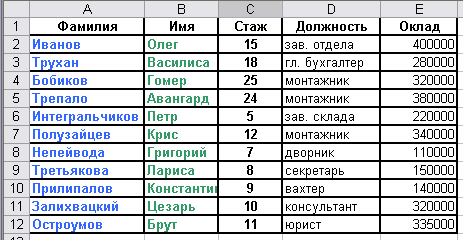 A B C D E
1 Фамилия Имя Стаж Должность Оклад
2 Иванов Олег 15 зав. отдела 400000
3 Трухан Василиса 18 гл. бухгалтер 280000
4 Бобиков Гомер 25 монтажник 320000
5 Трепало Авангард 24 монтажник 380000
6 Интегральчиков Петр 5 зав. склада 220000
7 Полузайцев Крис 12 монтажник 340000
8 Непейвода Григорий 7 дворник 110000
9 Третьякова Лариса 8 секретарь 150000
10 Прилипалов Константин 9 вахтер 140000
11 Залихвацкий Цезарь 10 консультант 320000
12 Остроумов Брут 11 юрист 335000
13